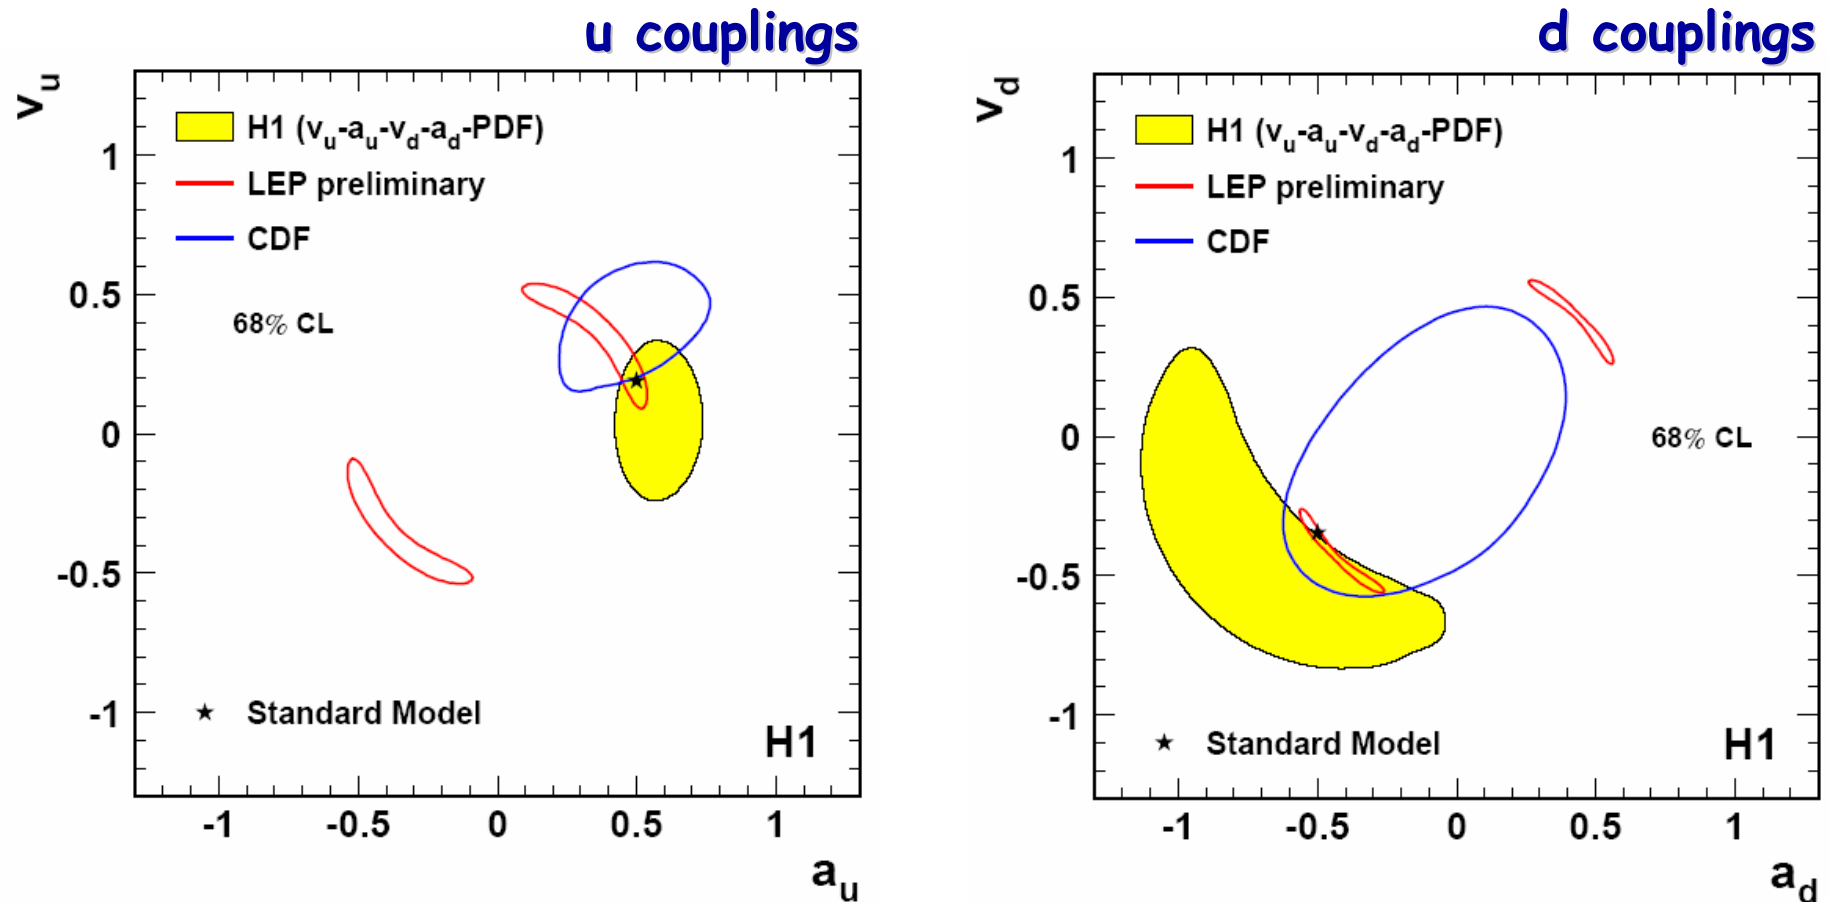 u couplings
v_u
H1 (v_u-a_u-v_d-a_d-PDF)
LEP preliminary
CDF
68% CL
Standard Model
H1
1
0.5
0
-0.5
-1
-1 -0.5 0 0.5 1
a_u
d couplings
v_d
H1 (v_u-a_u-v_d-a_d-PDF)
LEP preliminary
CDF
68% CL
Standard Model
H1
1
0.5
0
-0.5
-1
-1 -0.5 0 0.5 1
a_d